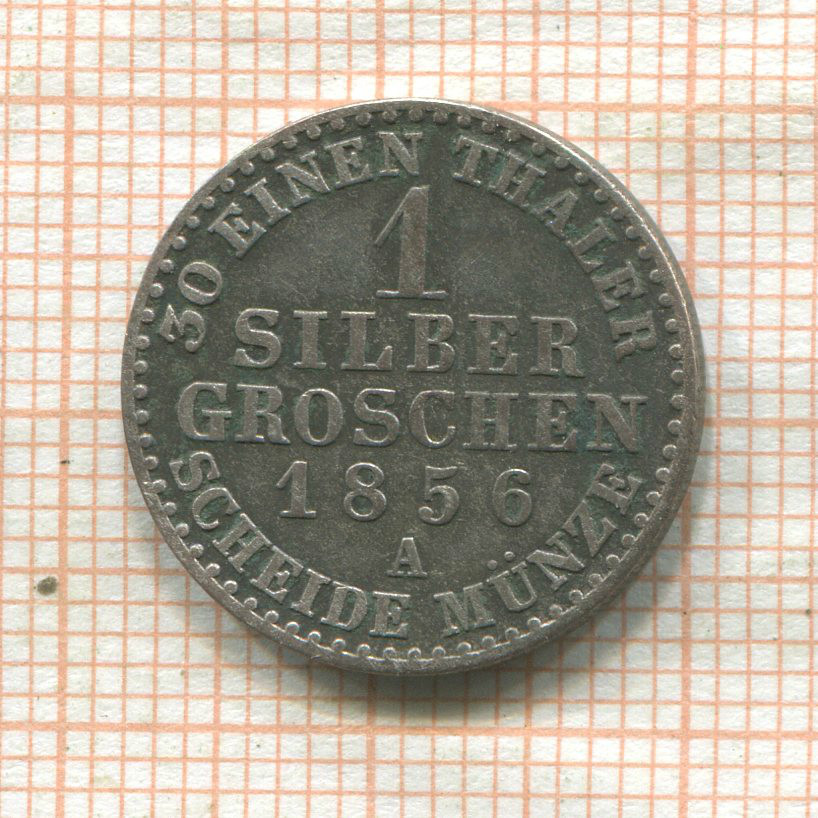 30 EINEN THALER
1
SILBER
GROSCHEN
1856
A
SCHEIDE MÜNZE